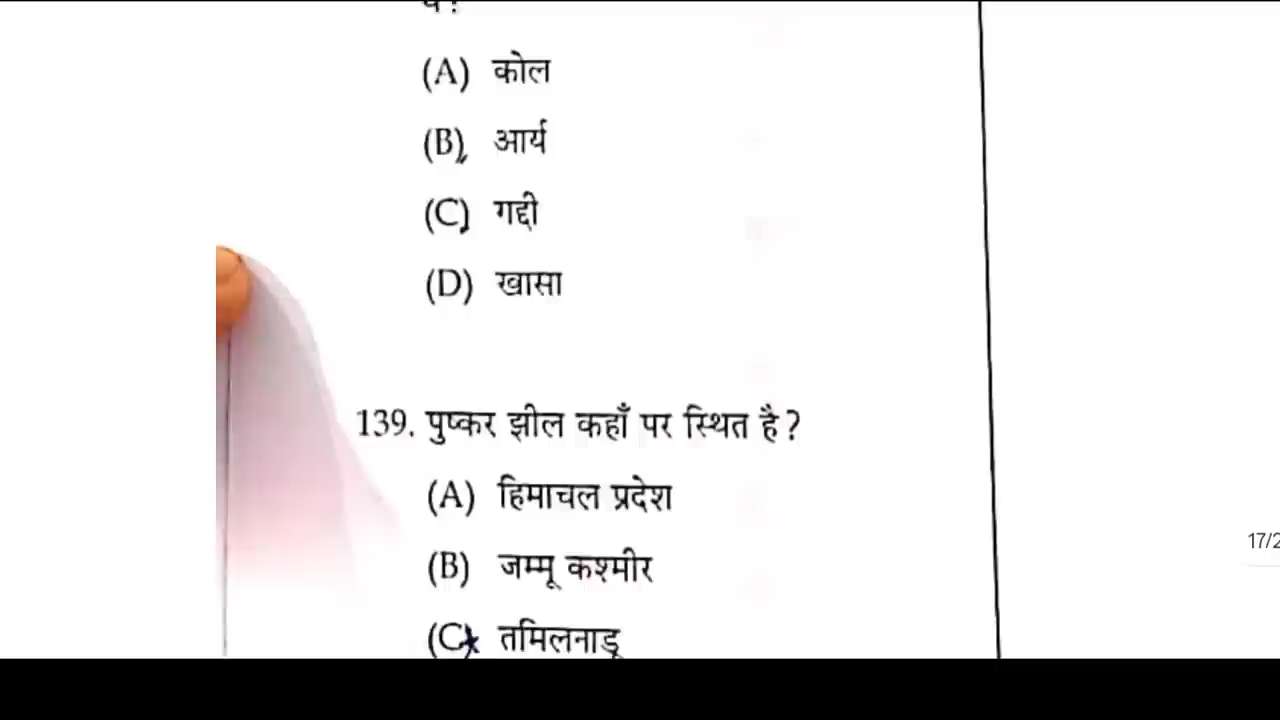 (A) कोल
(B) आर्य
(C) गद्दी
(D) खासा
139. पुष्कर झील कहाँ पर स्थित है?
(A) हिमाचल प्रदेश
(B) जम्मू कश्मीर
(C) तमिलनाडू
17/2